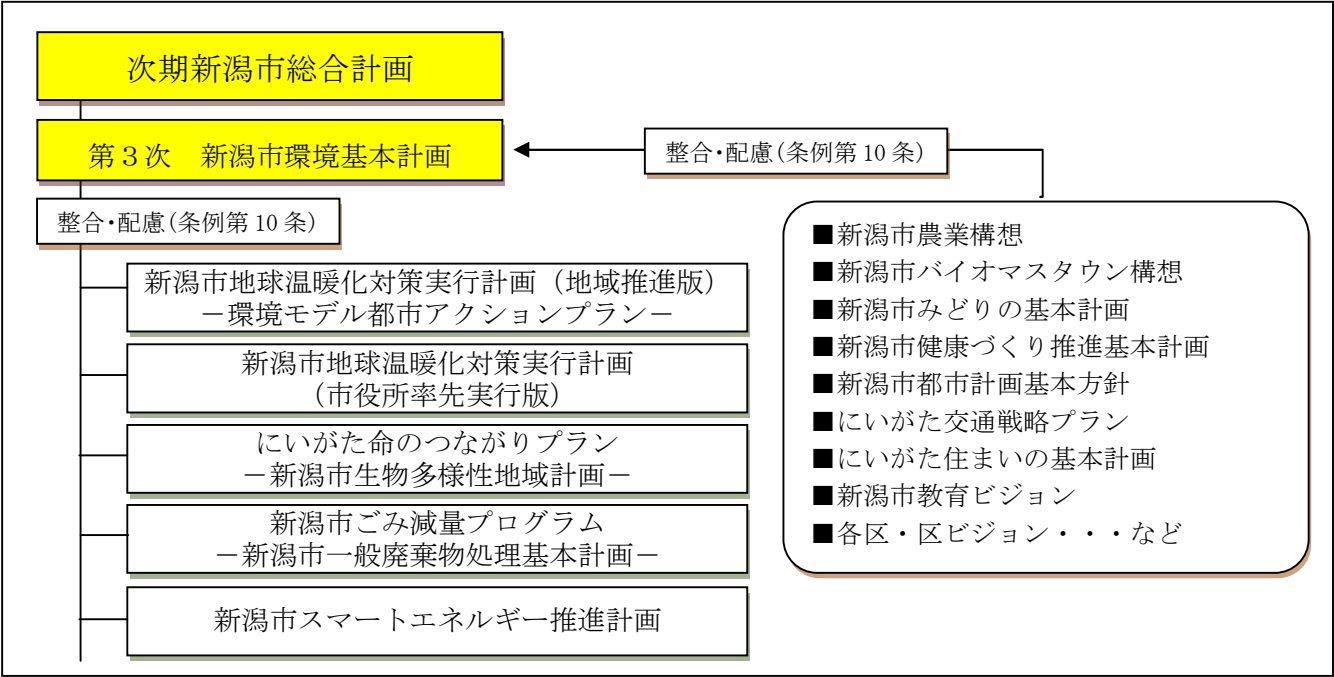 次期新潟市総合計画
第3次　新潟市環境基本計画
整合・配慮(条例第10条)
整合・配慮(条例第10条)
新潟市地球温暖化対策実行計画（地域推進版）
－環境モデル都市アクションプラン－
新潟市地球温暖化対策実行計画
（市役所率先実行版）
にいがた命のつながりプラン
－新潟市生物多様性地域計画－
新潟市ごみ減量プログラム
－新潟市一般廃棄物処理基本計画－
新潟市スマートエネルギー推進計画
■新潟市農業構想
■新潟市バイオマスタウン構想
■新潟市みどりの基本計画
■新潟市健康づくり推進基本計画
■新潟市都市計画基本方針
■にいがた交通戦略プラン
■にいがた住まいの基本計画
■新潟市教育ビジョン
■各区・区ビジョン・・・など